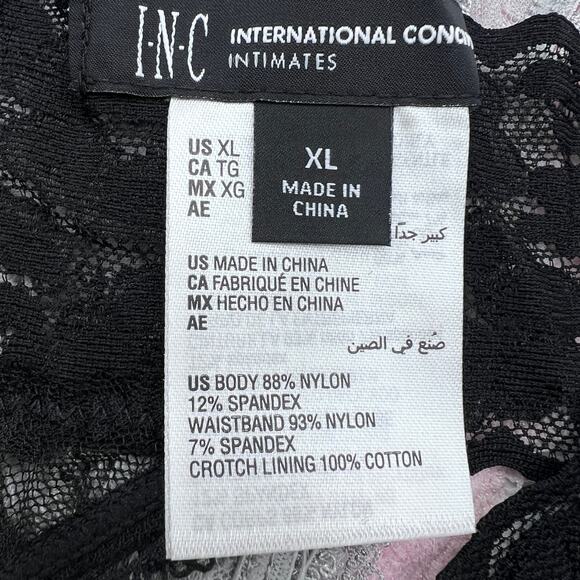 I·N·C INTERNATIONAL
INTIMATES
XL
MADE IN
CHINA
US XL
CA TG
MX XG
AE
كبير جدًا
US MADE IN CHINA
CA FABRIQUÉ EN CHINE
MX HECHO EN CHINA
AE
صُنع في الصين
US BODY 88% NYLON
12% SPANDEX
WAISTBAND 93% NYLON
7% SPANDEX
CROTCH LINING 100% COTTON